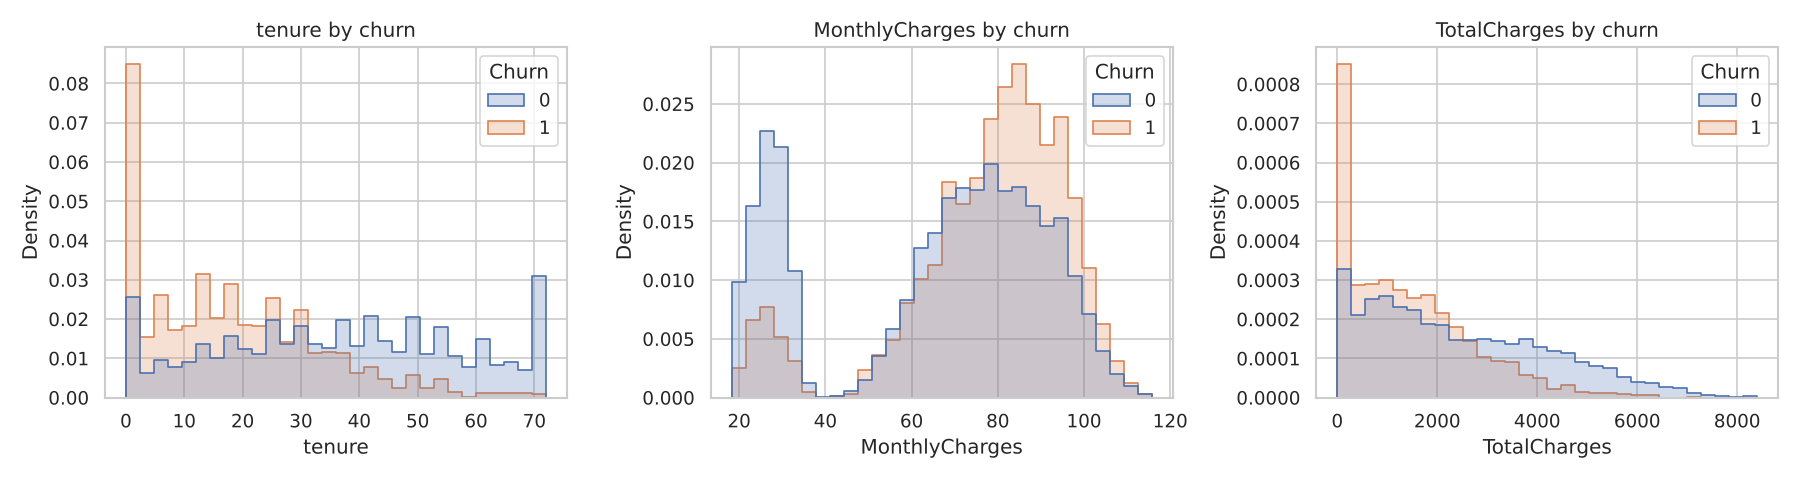 tenure by churn
Churn
0
1
0.08
0.07
0.06
0.05
0.04
0.03
0.02
0.01
0.00
Density
0 10 20 30 40 50 60 70
tenure
MonthlyCharges by churn
Churn
0
1
0.025
0.020
0.015
0.010
0.005
0.000
Density
20 40 60 80 100 120
MonthlyCharges
TotalCharges by churn
Churn
0
1
0.0008
0.0007
0.0006
0.0005
0.0004
0.0003
0.0002
0.0001
0.0000
Density
0 2000 4000 6000 8000
TotalCharges